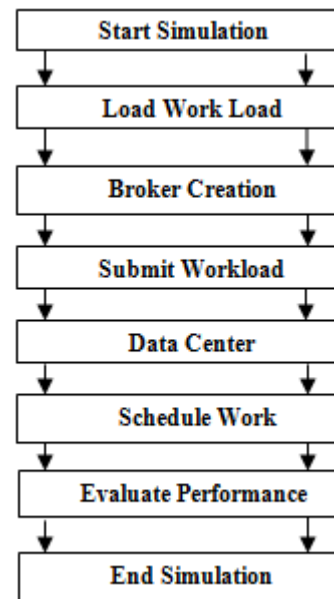 Start Simulation
Load Work Load
Broker Creation
Submit Workload
Data Center
Schedule Work
Evaluate Performance
End Simulation